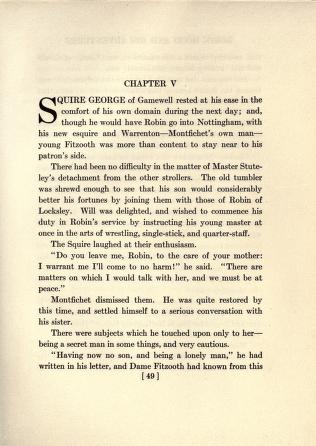 CHAPTER V
SQUIRE GEORGE of Gamewell rested at his ease in the
comfort of his own domain during the next day; and,
though he would have Robin go into Nottingham, with
his new esquire and Warrenton—Montfichet's own man—
young Fitzooth was more than content to stay near to his
patron's side.
There had been no difficulty in the matter of Master Stute-
ley's detachment from the other strollers. The old tumbler
was shrewd enough to see that his son would considerably
better his fortunes by joining them with those of Robin of
Locksley. Will was delighted, and wished to commence his
duty in Robin's service by instructing his young master at
once in the arts of wrestling, single-stick, and quarter-staff.
The Squire laughed at their enthusiasm.
"Do you leave me, Robin, to the care of your mother:
I warrant me I'll come to no harm!" he said. "There are
matters on which I would talk with her, and we must be at
peace."
Montfichet dismissed them. He was quite restored by
this time, and settled himself to a serious conversation with
his sister.
There were subjects which he touched upon only to her—
being a secret man in some things, and very cautious.
"Having now no son, and being a lonely man," he had
written in his letter, and Dame Fitzooth had known from this
[ 49 ]